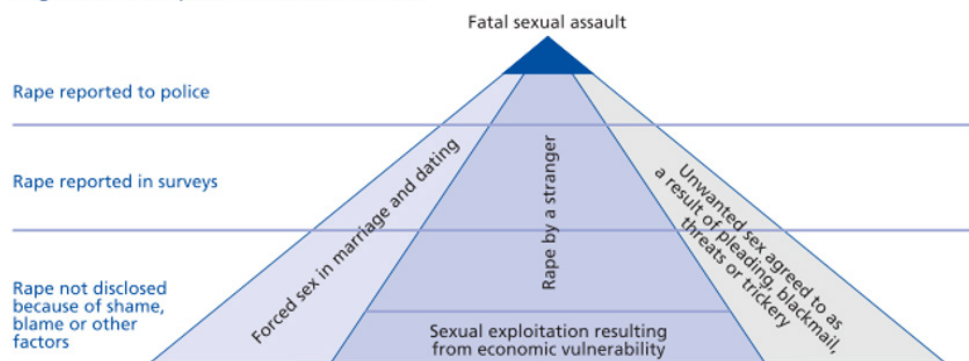 Fatal sexual assault
Rape reported to police
Rape reported in surveys
Rape not disclosed
because of shame,
blame or other
factors
Forced sex in marriage and dating
Rape by a stranger
Unwanted sex agreed to as
a result of pleading, blackmail,
threats or trickery
Sexual exploitation resulting
from economic vulnerability